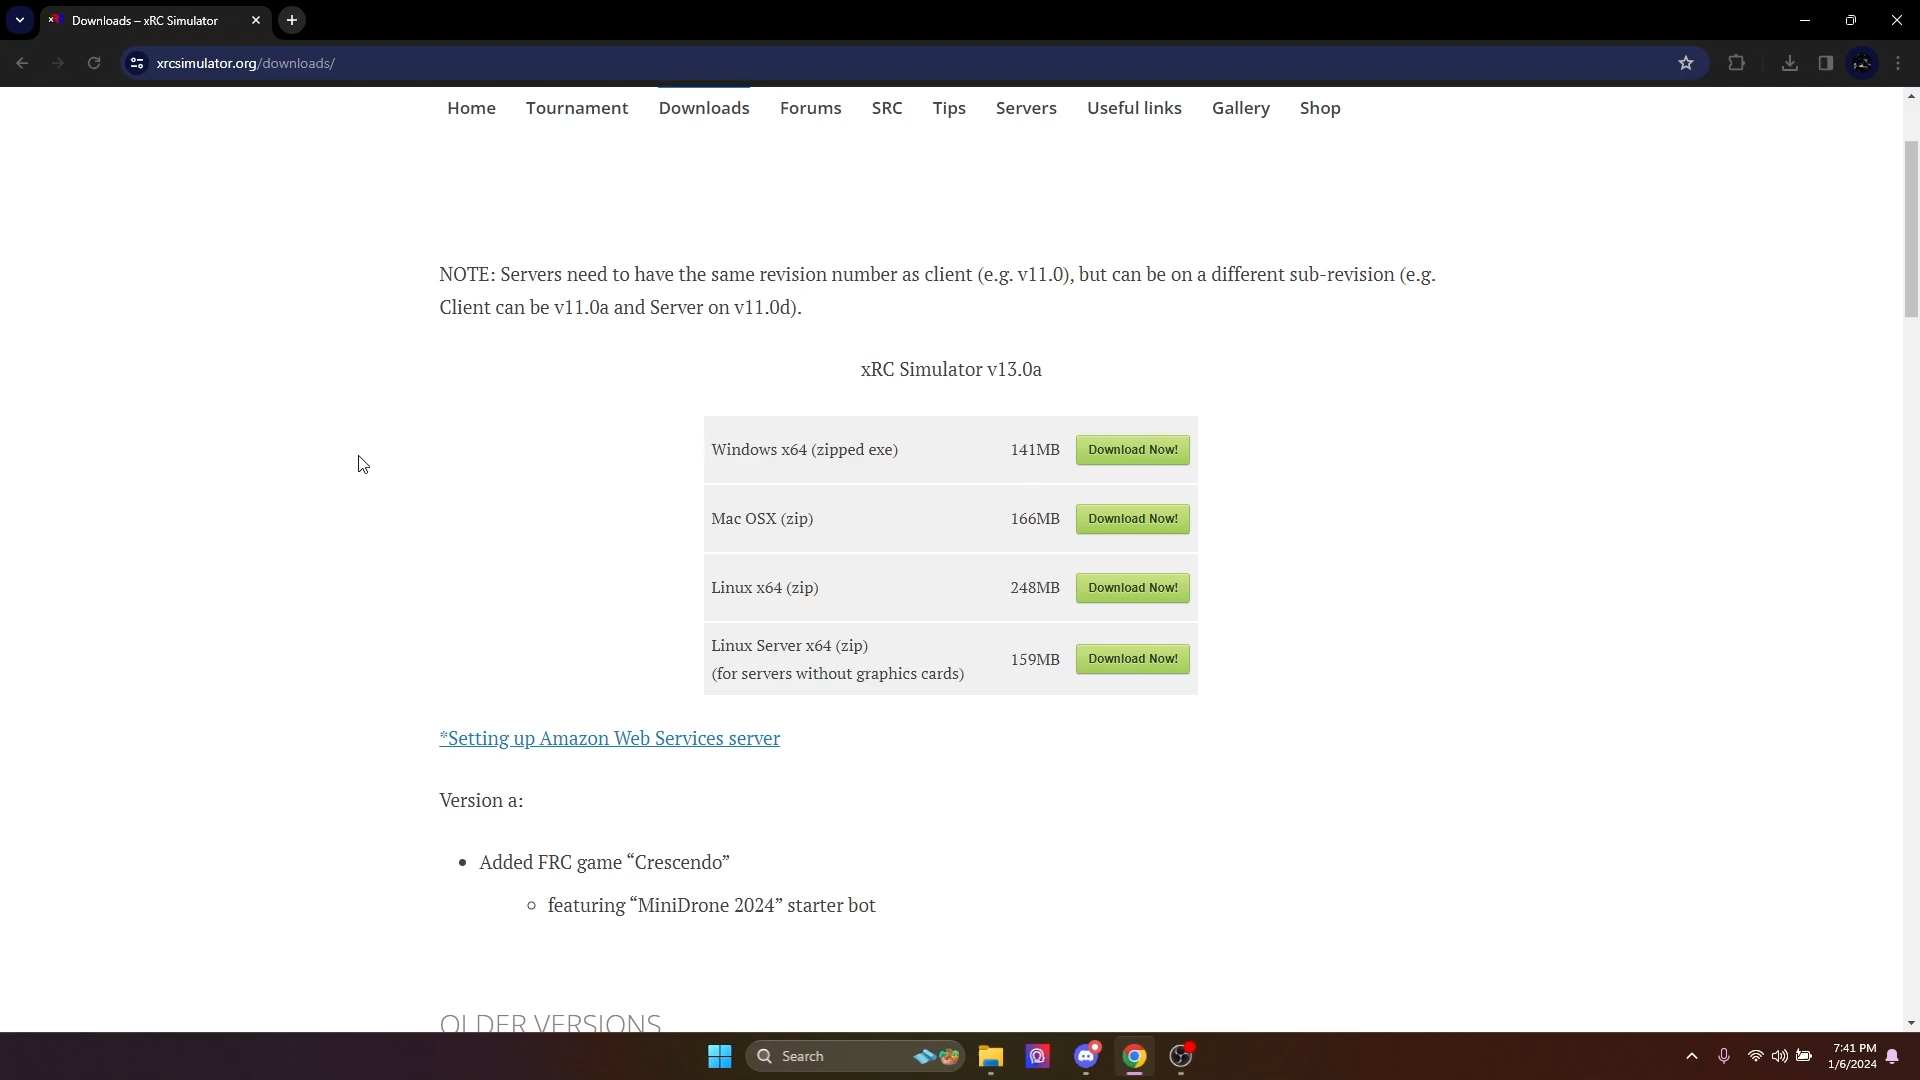 Downloads – xRC Simulator
xrcsimulator.org/downloads/
Home Tournament Downloads Forums SRC Tips Servers Useful links Gallery Shop
NOTE: Servers need to have the same revision number as client (e.g. v11.0), but can be on a different sub-revision (e.g.
Client can be v11.0a and Server on v11.0d).
xRC Simulator v13.0a
Windows x64 (zipped exe) 141MB Download Now!
Mac OSX (zip) 166MB Download Now!
Linux x64 (zip) 248MB Download Now!
Linux Server x64 (zip)
(for servers without graphics cards) 159MB Download Now!
*Setting up Amazon Web Services server
Version a:
• Added FRC game “Crescendo”
◦ featuring “MiniDrone 2024” starter bot
OLDER VERSIONS
Search
7:41 PM
1/6/2024